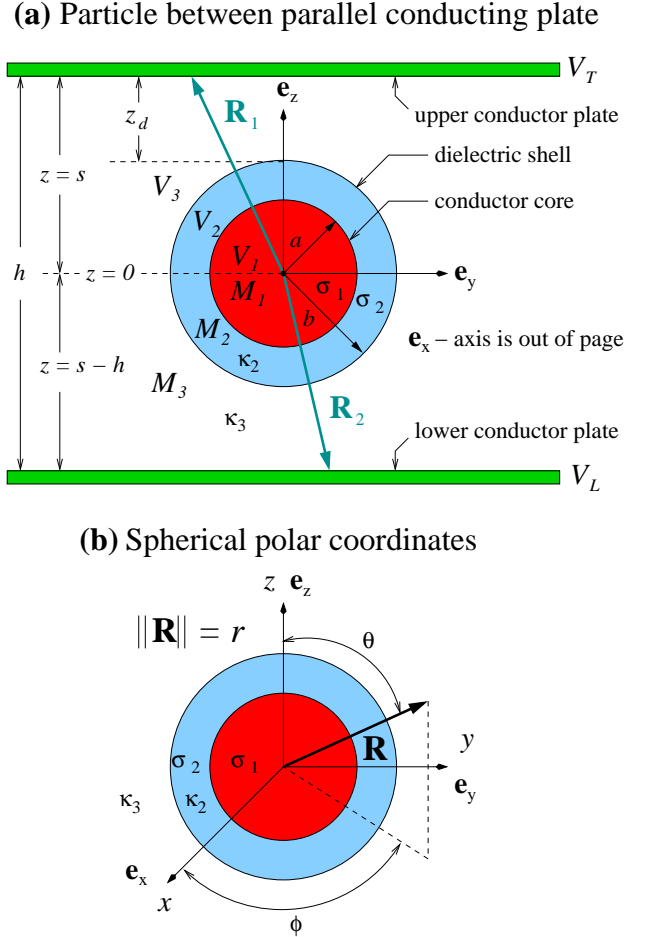 (a) Particle between parallel conducting plate
V_T
e_z
R_1
upper conductor plate
z_d
dielectric shell
z = s
V_3
conductor core
V_2
a
V_1
h
z = 0
e_y
M_1
σ_1
σ_2
b
M_2
e_x – axis is out of page
κ_2
z = s – h
M_3
R_2
κ_3
lower conductor plate
V_L
(b) Spherical polar coordinates
z e_z
||R|| = r
θ
R
y
σ_2 σ_1
e_y
κ_3 κ_2
e_x
x
ϕ